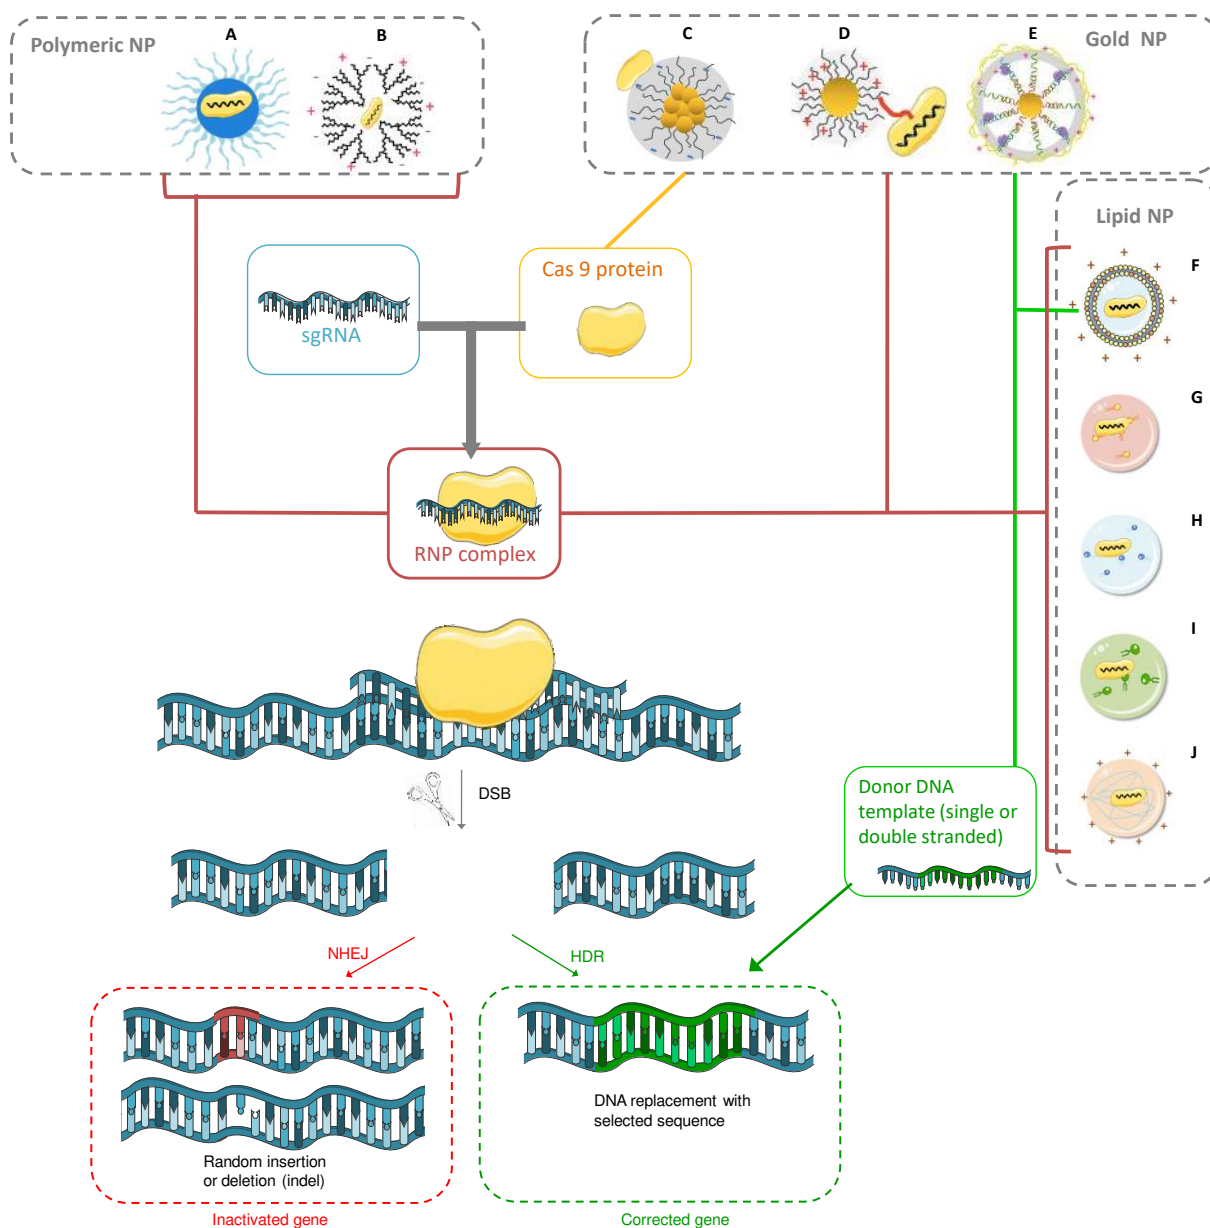 Polymeric NP
A
B
C
D
E
Gold NP
Lipid NP
F
G
H
I
J
sgRNA
Cas 9 protein
RNP complex
DSB
Donor DNA
template (single or
double stranded)
NHEJ
HDR
Random insertion
or deletion (indel)
DNA replacement with
selected sequence
Inactivated gene
Corrected gene